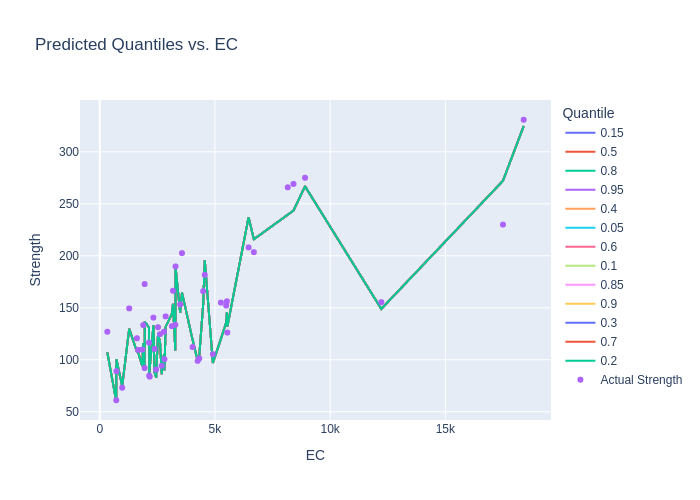 Predicted Quantiles vs. EC
Quantile
0.15
0.5
0.8
0.95
0.4
0.05
0.6
0.1
0.85
0.9
0.3
0.7
0.2
Actual Strength
Strength
300
250
200
150
100
50
0
5k
10k
15k
EC